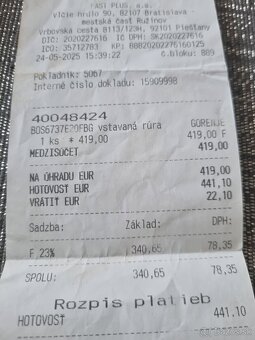 FAST PLUS, a.s.
Vlčie hrdlo 90, 82107 Bratislava -
mestská časť Ružinov
Vrbovská cesta 8113/123H, 92101 Piešťany
DIČ: 2020227616 IČ DPH: SK2020227616
IČO: 35712783 KP: 88820202276160125
24-05-2025 15:39:22 č.bloku: 889
Pokladník: 5067
Interné číslo dokladu: 15909998
40048424
BOS6737E20FBG vstavaná rúra GORENJE
1 ks * 419,00 419,00 F
MEDZISÚČET 419,00
NA ÚHRADU EUR 419,00
HOTOVOSŤ EUR 441,10
VRÁTIŤ EUR 22,10
Sadzba: Základ: DPH:
F 23% 340,65 78,35
SPOLU: 340,65 78,35
Rozpis platieb
HOTOVOSŤ 441,10